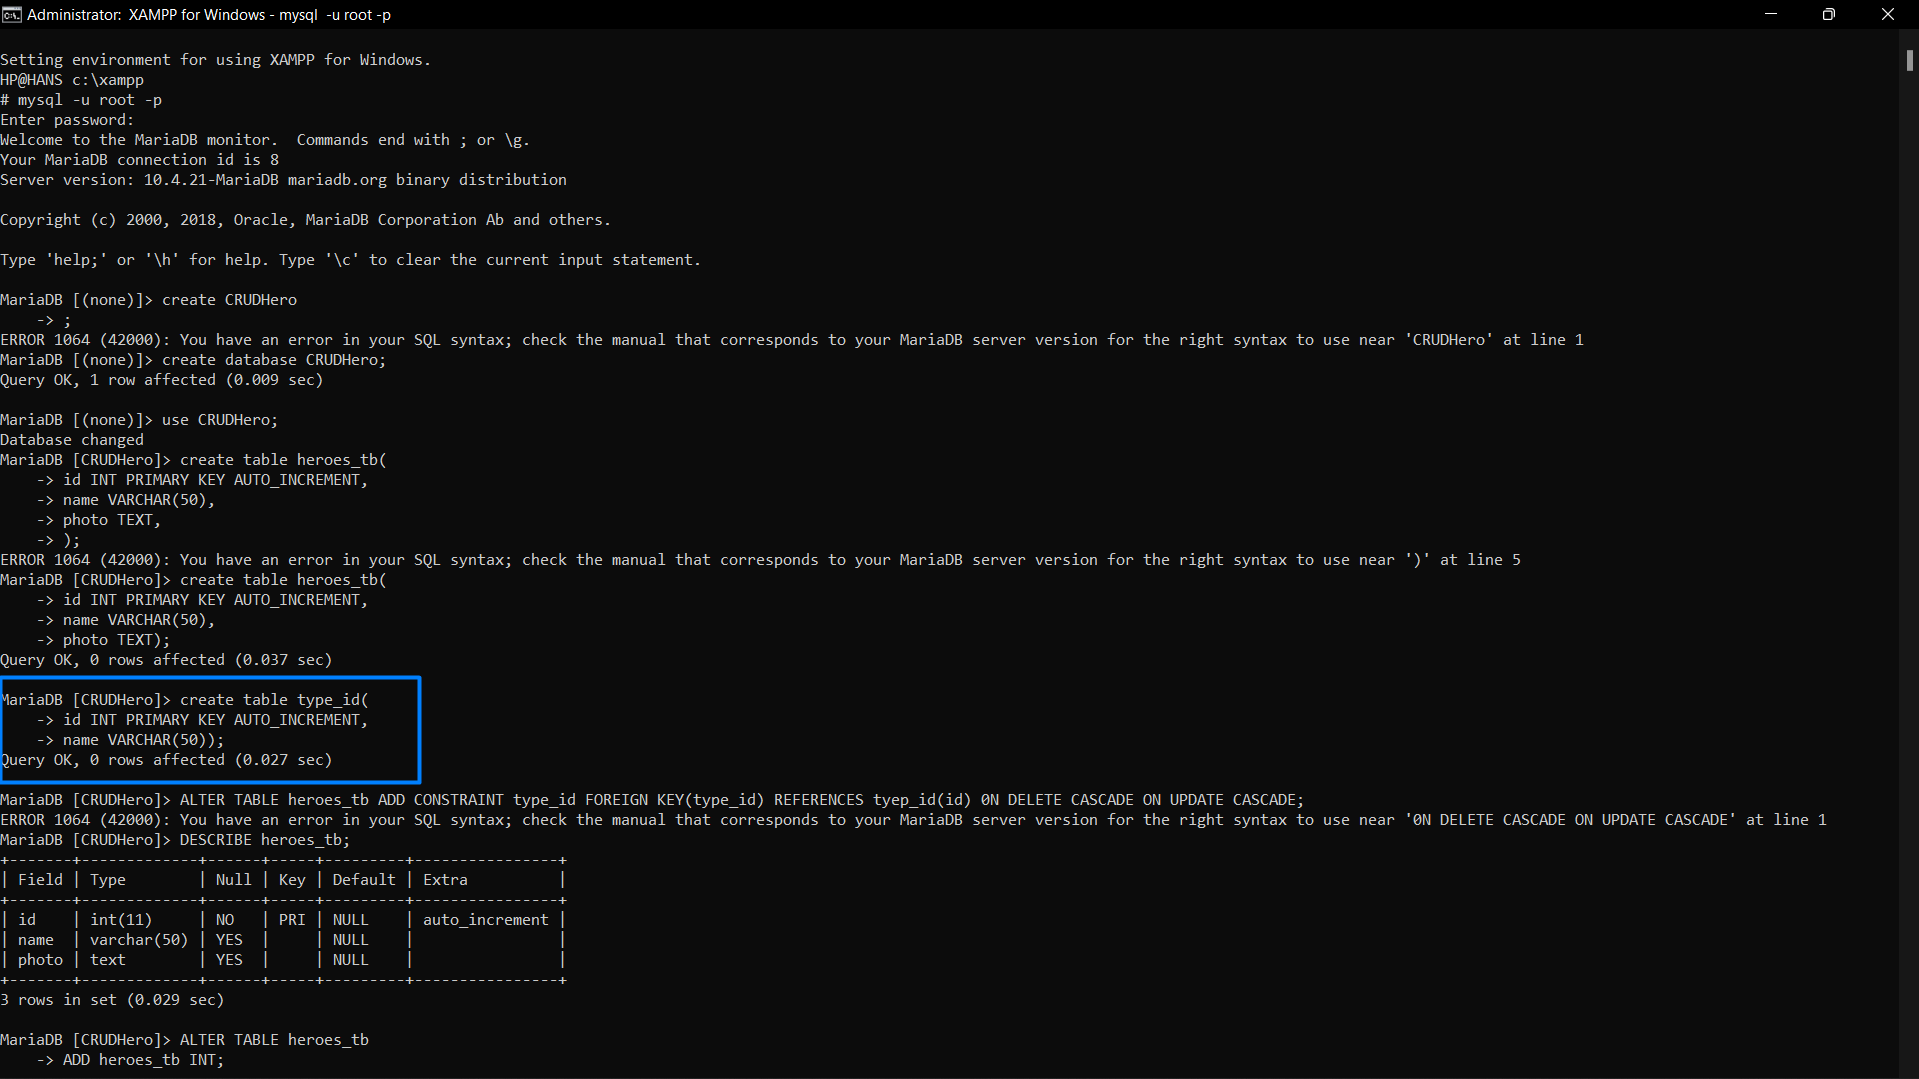 Administrator:  XAMPP for Windows - mysql  -u root -p
Setting environment for using XAMPP for Windows.
HP@HANS c:\xampp
# mysql -u root -p
Enter password:
Welcome to the MariaDB monitor.  Commands end with ; or \g.
Your MariaDB connection id is 8
Server version: 10.4.21-MariaDB mariadb.org binary distribution

Copyright (c) 2000, 2018, Oracle, MariaDB Corporation Ab and others.

Type 'help;' or '\h' for help. Type '\c' to clear the current input statement.

MariaDB [(none)]> create CRUDHero
    -> ;
ERROR 1064 (42000): You have an error in your SQL syntax; check the manual that corresponds to your MariaDB server version for the right syntax to use near 'CRUDHero' at line 1
MariaDB [(none)]> create database CRUDHero;
Query OK, 1 row affected (0.009 sec)

MariaDB [(none)]> use CRUDHero;
Database changed
MariaDB [CRUDHero]> create table heroes_tb(
    -> id INT PRIMARY KEY AUTO_INCREMENT,
    -> name VARCHAR(50),
    -> photo TEXT,
    -> );
ERROR 1064 (42000): You have an error in your SQL syntax; check the manual that corresponds to your MariaDB server version for the right syntax to use near ')' at line 5
MariaDB [CRUDHero]> create table heroes_tb(
    -> id INT PRIMARY KEY AUTO_INCREMENT,
    -> name VARCHAR(50),
    -> photo TEXT);
Query OK, 0 rows affected (0.037 sec)

MariaDB [CRUDHero]> create table type_id(
    -> id INT PRIMARY KEY AUTO_INCREMENT,
    -> name VARCHAR(50));
Query OK, 0 rows affected (0.027 sec)

MariaDB [CRUDHero]> ALTER TABLE heroes_tb ADD CONSTRAINT type_id FOREIGN KEY(type_id) REFERENCES tyep_id(id) 0N DELETE CASCADE ON UPDATE CASCADE;
ERROR 1064 (42000): You have an error in your SQL syntax; check the manual that corresponds to your MariaDB server version for the right syntax to use near '0N DELETE CASCADE ON UPDATE CASCADE' at line 1
MariaDB [CRUDHero]> DESCRIBE heroes_tb;
+-------+-------------+------+-----+---------+----------------+
| Field | Type        | Null | Key | Default | Extra          |
+-------+-------------+------+-----+---------+----------------+
| id    | int(11)     | NO   | PRI | NULL    | auto_increment |
| name  | varchar(50) | YES  |     | NULL    |                |
| photo | text        | YES  |     | NULL    |                |
+-------+-------------+------+-----+---------+----------------+
3 rows in set (0.029 sec)

MariaDB [CRUDHero]> ALTER TABLE heroes_tb
    -> ADD heroes_tb INT;